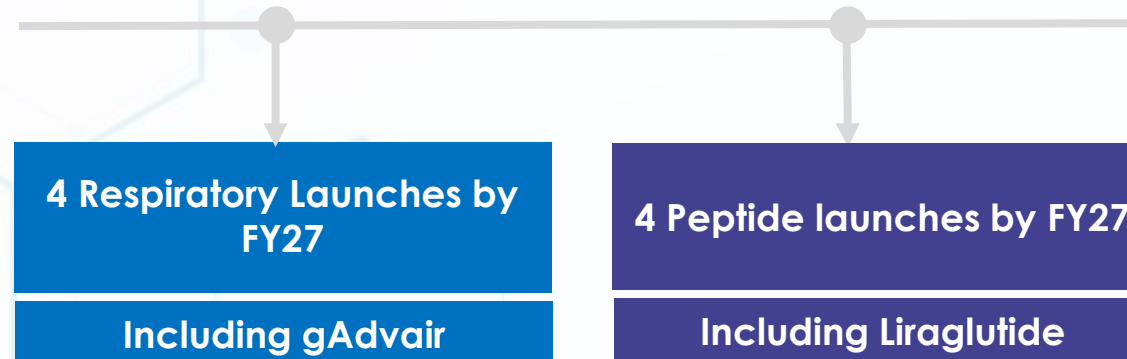 4 Respiratory Launches by
FY27
Including gAdvair
4 Peptide launches by FY27
Including Liraglutide